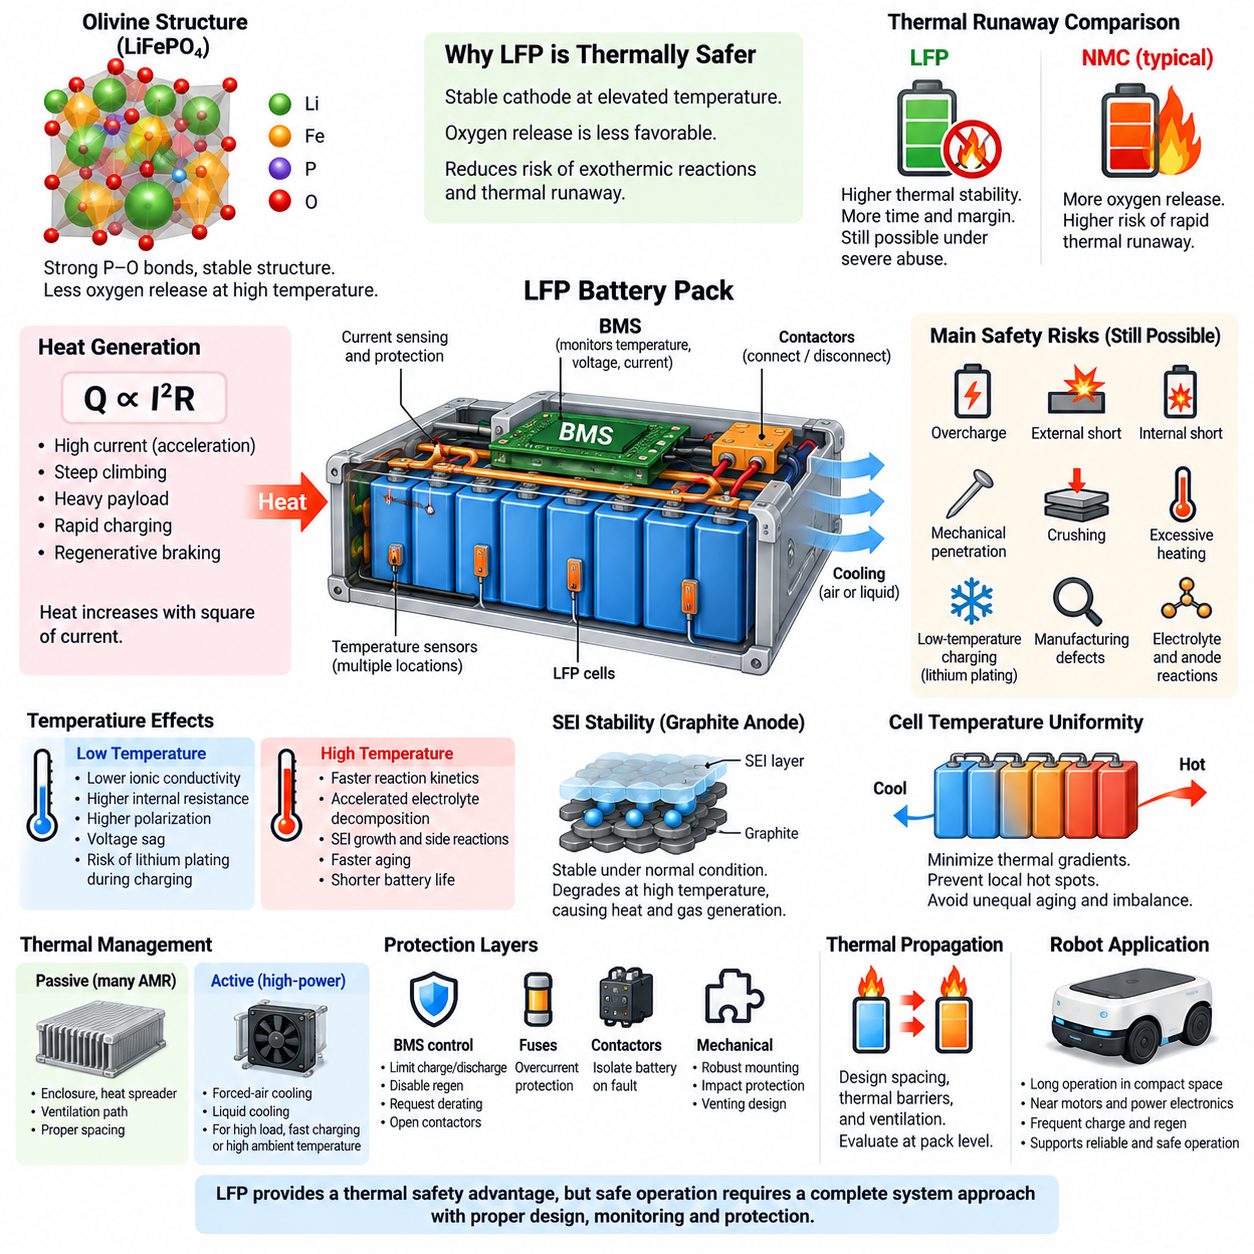 Olivine Structure
(LiFePO₄)
Li
Fe
P
O
Strong P–O bonds, stable structure.
Less oxygen release at high temperature.
Why LFP is Thermally Safer
Stable cathode at elevated temperature.
Oxygen release is less favorable.
Reduces risk of exothermic reactions
and thermal runaway.
Thermal Runaway Comparison
LFP
Higher thermal stability.
More time and margin.
Still possible under
severe abuse.
NMC (typical)
More oxygen release.
Higher risk of rapid
thermal runaway.
Heat Generation
Q ∝ I²R
• High current (acceleration)
• Steep climbing
• Heavy payload
• Rapid charging
• Regenerative braking
Heat increases with square
of current.
Heat
LFP Battery Pack
Current sensing
and protection
BMS
(monitors temperature,
voltage, current)
Contactors
(connect / disconnect)
BMS
Cooling
(air or liquid)
Temperature sensors
(multiple locations)
LFP cells
Main Safety Risks (Still Possible)
Overcharge
External short
Internal short
Mechanical
penetration
Crushing
Excessive
heating
Low-temperature
charging
(lithium plating)
Manufacturing
defects
Electrolyte
and anode
reactions
Temperatiure Effects
Low Temperature
• Lower ionic conductivity
• Higher internal resistance
• Higher polarization
• Voltage sag
• Risk of lithium plating
during charging
High Temperature
• Faster reaction kinetics
• Accelerated electrolyte
decomposition
• SEI growth and side reactions
• Faster aging
• Shorter battery life
SEI Stability (Graphite Anode)
SEI layer
Graphite
Stable under normal condition.
Degrades at high temperature,
causing heat and gas generation.
Cell Temperature Uniformity
Cool
Hot
Minimize thermal gradients.
Prevent local hot spots.
Avoid unequal aging and imbalance.
Thermal Management
Passive (many AMR)
• Enclosure, heat spreader
• Ventilation path
• Proper spacing
Active (high-power)
• Forced-air cooling
• Liquid cooling
• For high load, fast charging
or high ambient temperature
Protection Layers
BMS control
• Limit charge/discharge
• Disable regen
• Request derating
• Open contactors
Fuses
Overcurrent
protection
Contactors
Isolate battery
on fault
Mechanical
• Robust mounting
• Impact protection
• Venting design
Thermal Propagation
Design spacing,
thermal barriers,
and ventilation.
Evaluate at pack level.
Robot Application
• Long operation in compact space
• Near motors and power electronics
• Frequent charge and regen
• Supports reliable and safe operation
LFP provides a thermal safety advantage, but safe operation requires a complete system approach
with proper design, monitoring and protection.